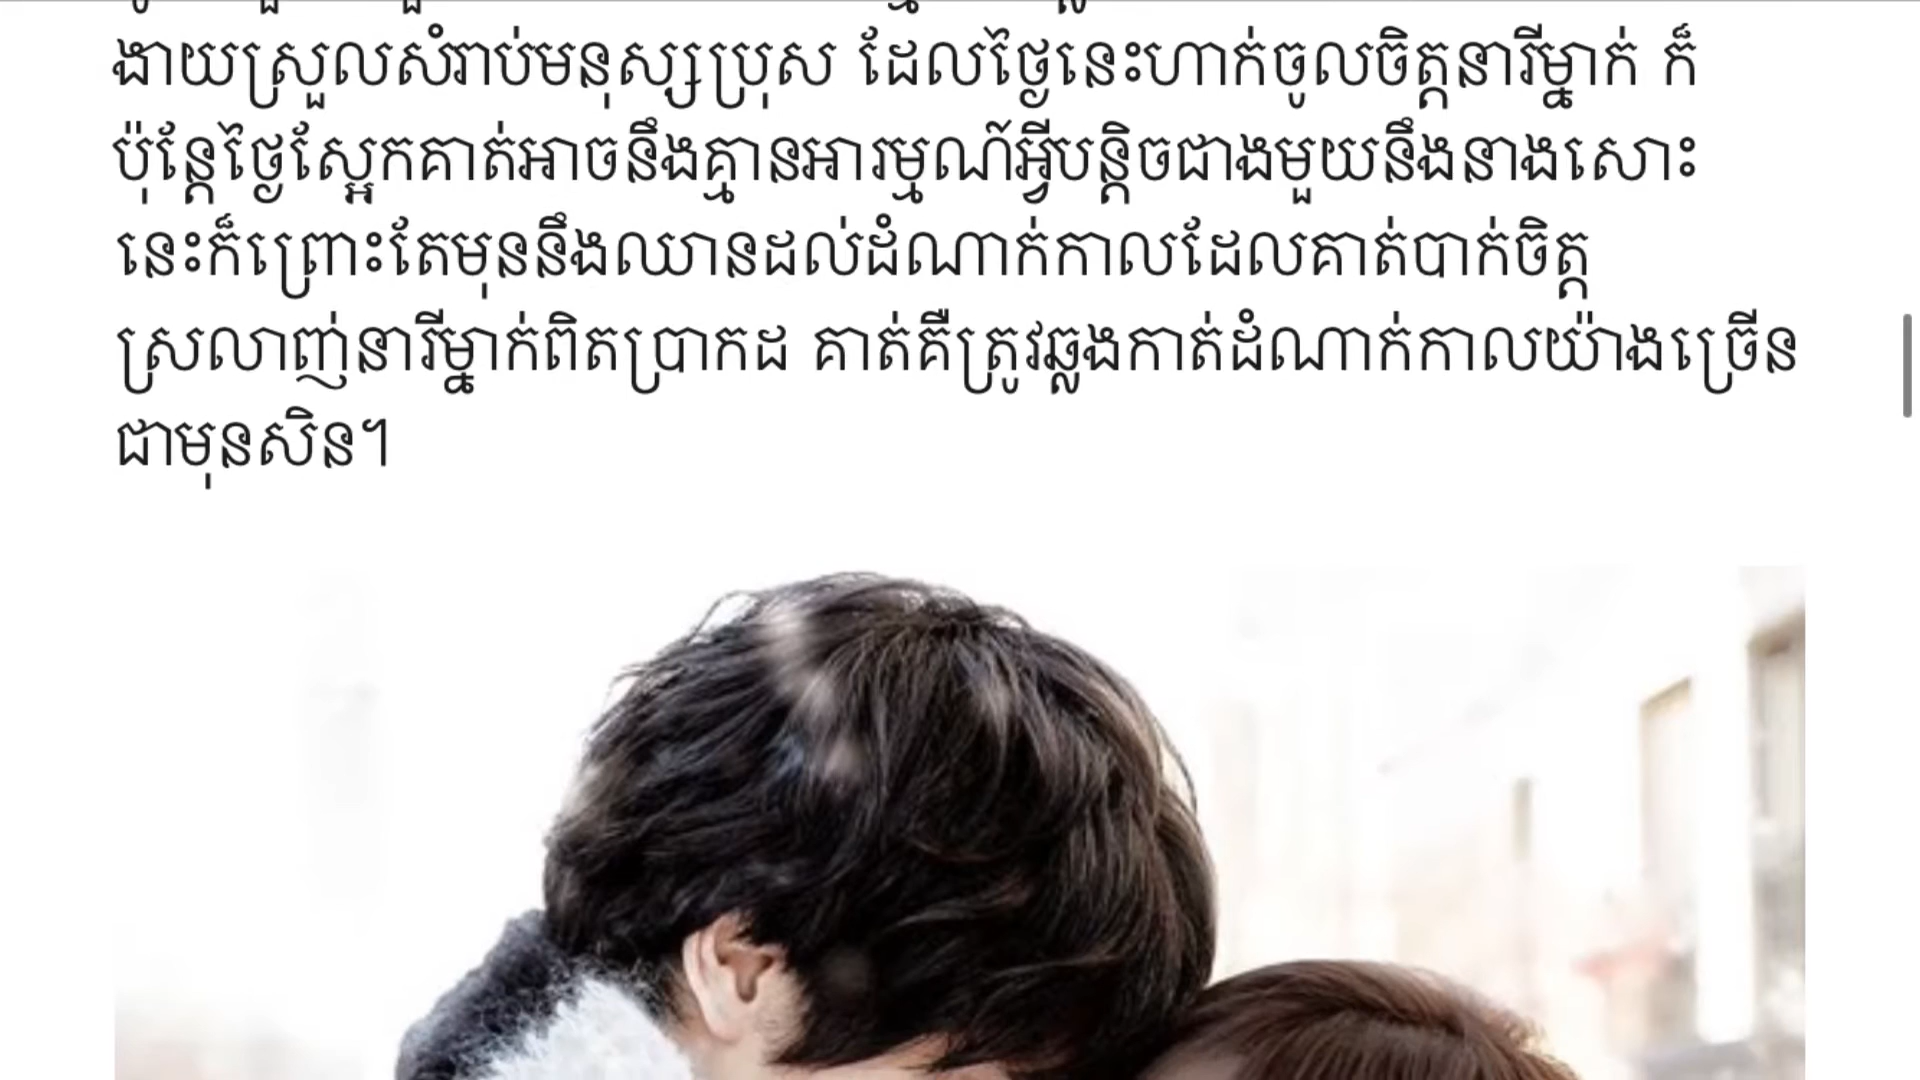 ងាយស្រួលសំរាប់មនុស្សប្រុស ដែលថ្ងៃនេះហាក់ចូលចិត្តនារីម្នាក់ ក៏
ប៉ុន្តែថ្ងៃស្អែកគាត់អាចនឹងគ្មានអារម្មណ៍អ្វីបន្តិចជាងមួយនឹងនាងសោះ
នេះក៏ព្រោះតែមុននឹងឈានដល់ដំណាក់កាលដែលគាត់បាក់ចិត្ត
ស្រលាញ់នារីម្នាក់ពិតប្រាកដ គាត់គឺត្រូវឆ្លងកាត់ដំណាក់កាលយ៉ាងច្រើន
ជាមុនសិន។